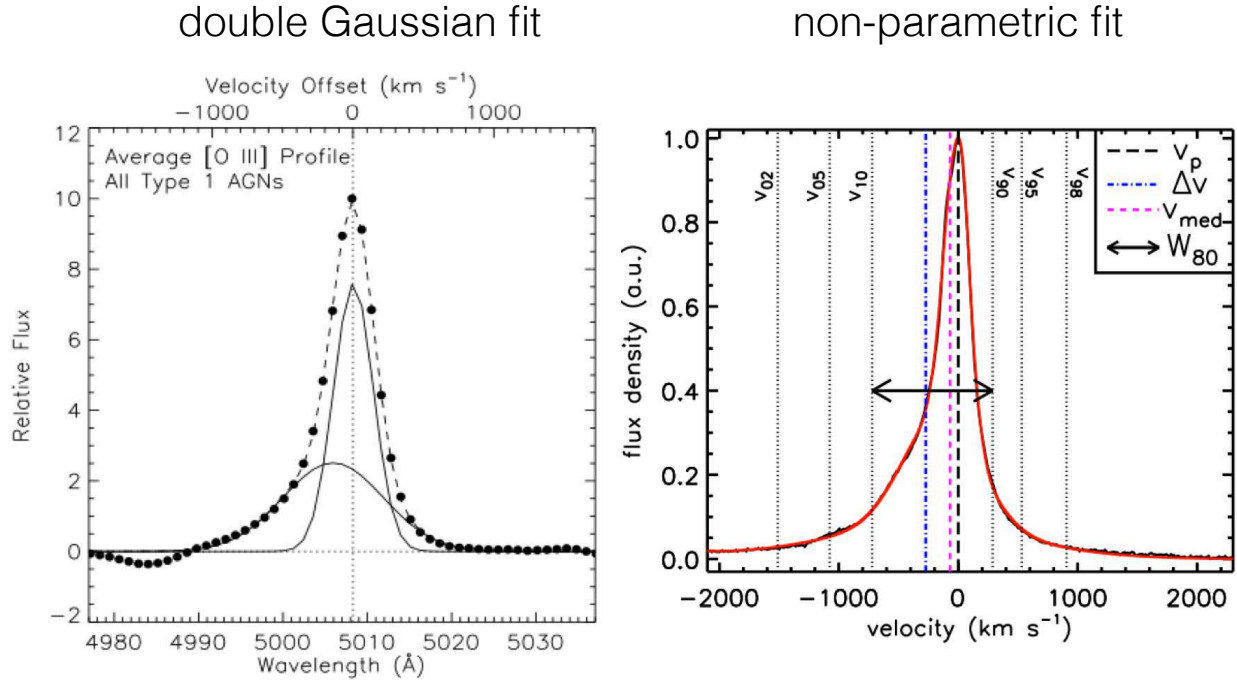 double Gaussian fit
non-parametric fit
Velocity Offset (km s⁻¹)
−1000 0 1000
12
10
8
6
4
2
0
−2
Average [O III] Profile
All Type 1 AGNs
Relative Flux
4980 4990 5000 5010 5020 5030
Wavelength (Å)
1.0
0.8
0.6
0.4
0.2
0.0
flux density (a.u.)
v₀₂
v₀₅
v₁₀
v₉₀
v₉₅
v₉₈
vₚ
Δv
v_med
W₈₀
−2000 −1000 0 1000 2000
velocity (km s⁻¹)